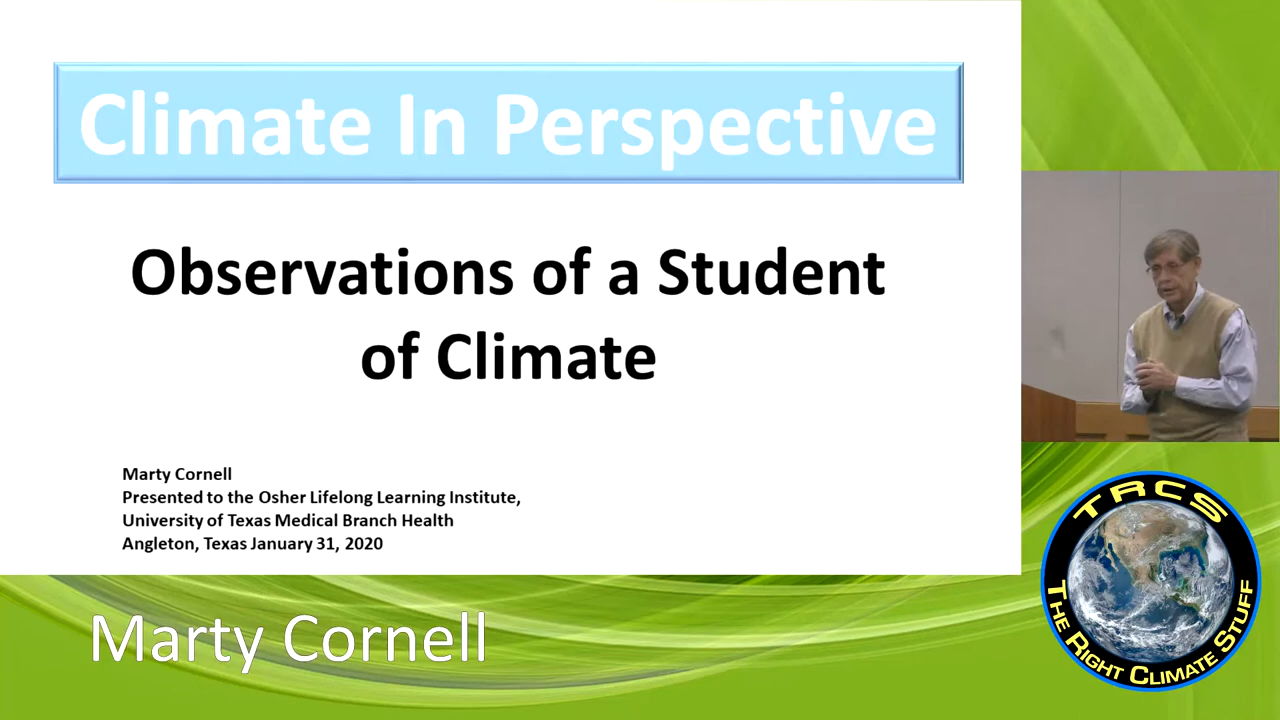 Climate In Perspective
Observations of a Student
of Climate
Marty Cornell
Presented to the Osher Lifelong Learning Institute,
University of Texas Medical Branch Health
Angleton, Texas January 31, 2020
Marty Cornell
TRCS
THE RIGHT CLIMATE STUFF